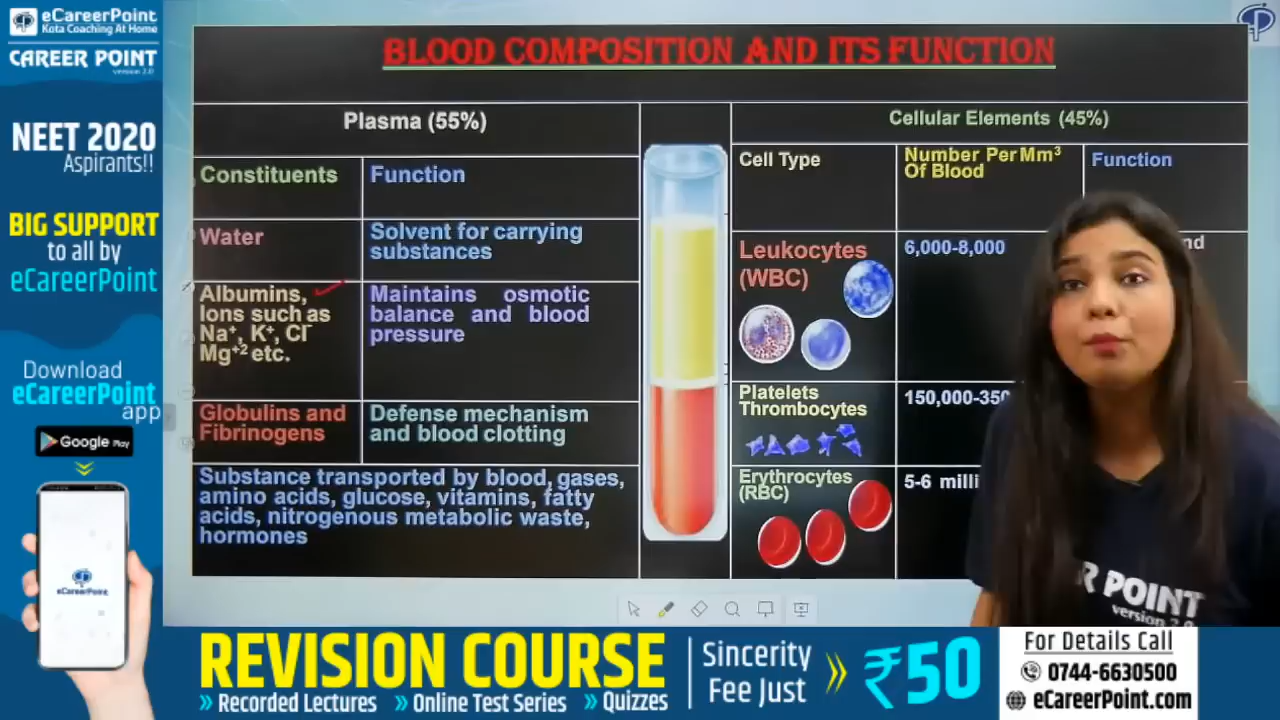 eCareerPoint
Kota Coaching At Home
CAREER POINT
version 2.0
NEET 2020
Aspirants!!
BIG SUPPORT
to all by
eCareerPoint
Download
eCareerPoint
app
Google Play
eCareerPoint
BLOOD COMPOSITION AND ITS FUNCTION
Plasma (55%)
Constituents
Function
Water
Solvent for carrying
substances
Albumins,
Ions such as
Na⁺, K⁺, Cl⁻
Mg⁺² etc.
Maintains osmotic
balance and blood
pressure
Globulins and
Fibrinogens
Defense mechanism
and blood clotting
Substance transported by blood, gases,
amino acids, glucose, vitamins, fatty
acids, nitrogenous metabolic waste,
hormones
Cellular Elements (45%)
Cell Type
Number Per Mm³
Of Blood
Function
Leukocytes
(WBC)
6,000-8,000
nd
Platelets
Thrombocytes
150,000-350
Erythrocytes
(RBC)
5-6 milli
R POINT
version 2.0
REVISION COURSE
» Recorded Lectures » Online Test Series » Quizzes
Sincerity
Fee Just
» ₹50
For Details Call
0744-6630500
eCareerPoint.com